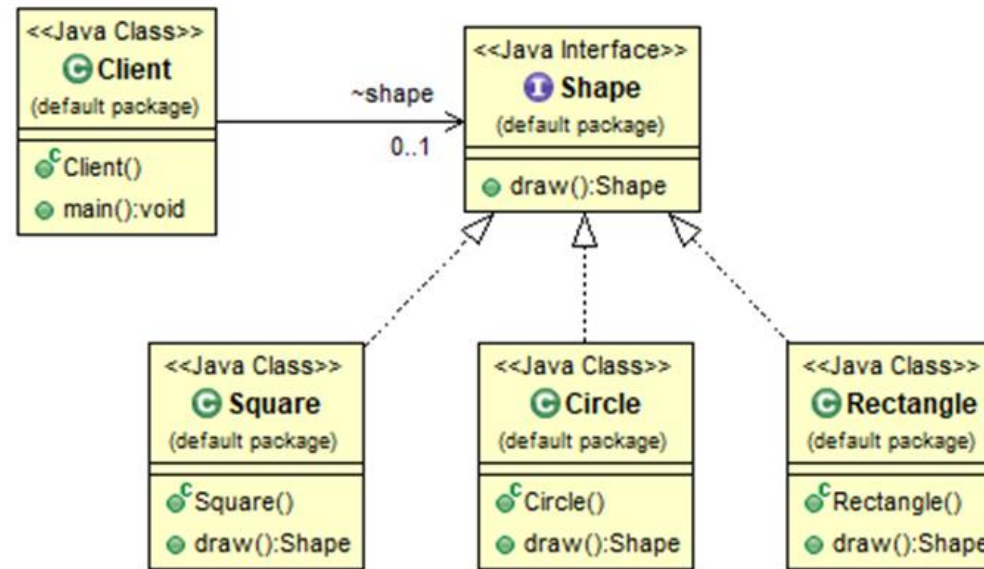 <<Java Class>>
C Client
(default package)
c Client()
main():void
~shape
0..1
<<Java Interface>>
I Shape
(default package)
draw():Shape
<<Java Class>>
C Square
(default package)
c Square()
draw():Shape
<<Java Class>>
C Circle
(default package)
c Circle()
draw():Shape
<<Java Class>>
C Rectangle
(default package)
c Rectangle()
draw():Shape